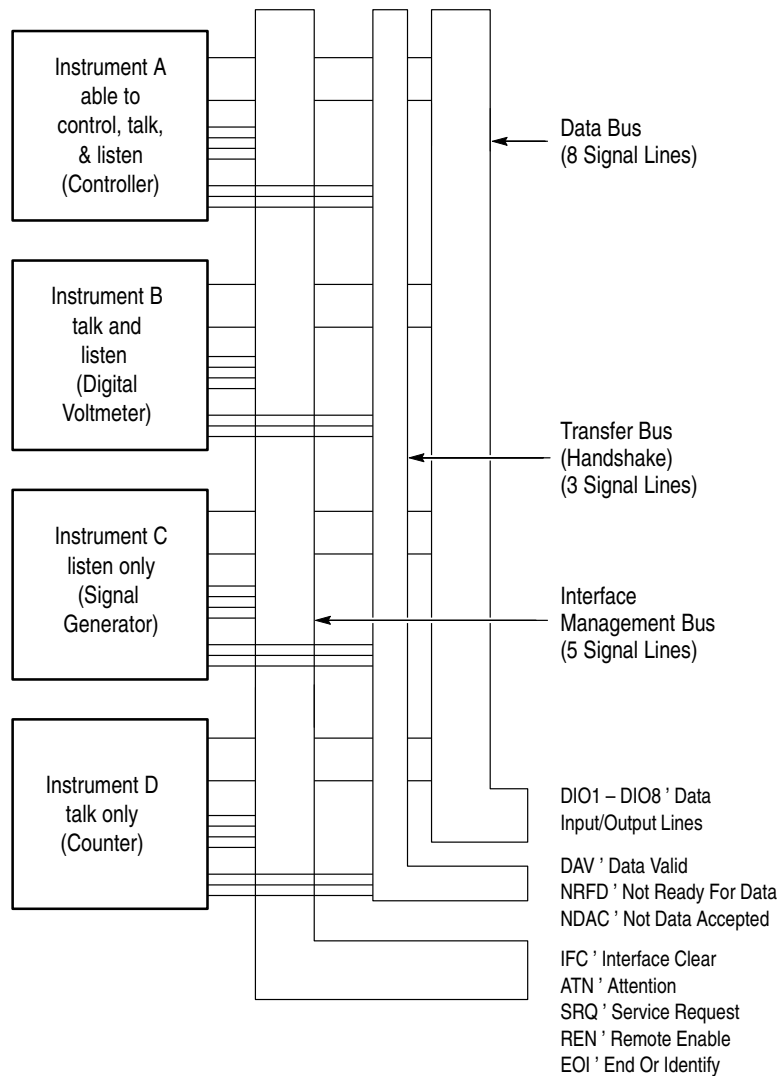 Instrument A
able to
control, talk,
& listen
(Controller)
Data Bus
(8 Signal Lines)
Instrument B
talk and
listen
(Digital
Voltmeter)
Transfer Bus
(Handshake)
(3 Signal Lines)
Instrument C
listen only
(Signal
Generator)
Interface
Management Bus
(5 Signal Lines)
Instrument D
talk only
(Counter)
DIO1 – DIO8 ’ Data
Input/Output Lines
DAV ’ Data Valid
NRFD ’ Not Ready For Data
NDAC ’ Not Data Accepted
IFC ’ Interface Clear
ATN ’ Attention
SRQ ’ Service Request
REN ’ Remote Enable
EOI ’ End Or Identify